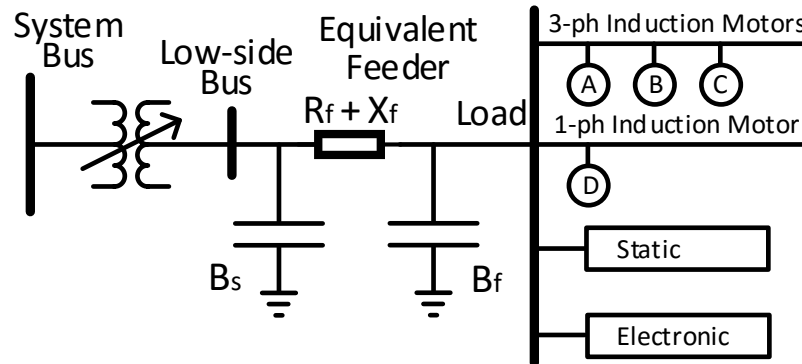 System
Bus
Low-side
Bus
Equivalent
Feeder
Rf + Xf
Load
3-ph Induction Motors
A
B
C
1-ph Induction Motor
D
Bs
Bf
Static
Electronic